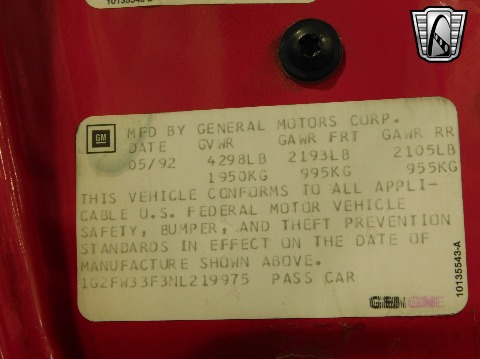 10135543-B
GM
MFD BY GENERAL MOTORS CORP.
DATE GVWR GAWR FRT GAWR RR
05/92 4298LB 2193LB 2105LB
1950KG 995KG 955KG
THIS VEHICLE CONFORMS TO ALL APPLI-
CABLE U.S. FEDERAL MOTOR VEHICLE
SAFETY, BUMPER, AND THEFT PREVENTION
STANDARDS IN EFFECT ON THE DATE OF
MANUFACTURE SHOWN ABOVE.
1G2FW33F3NL219975 PASS CAR
10135543-A